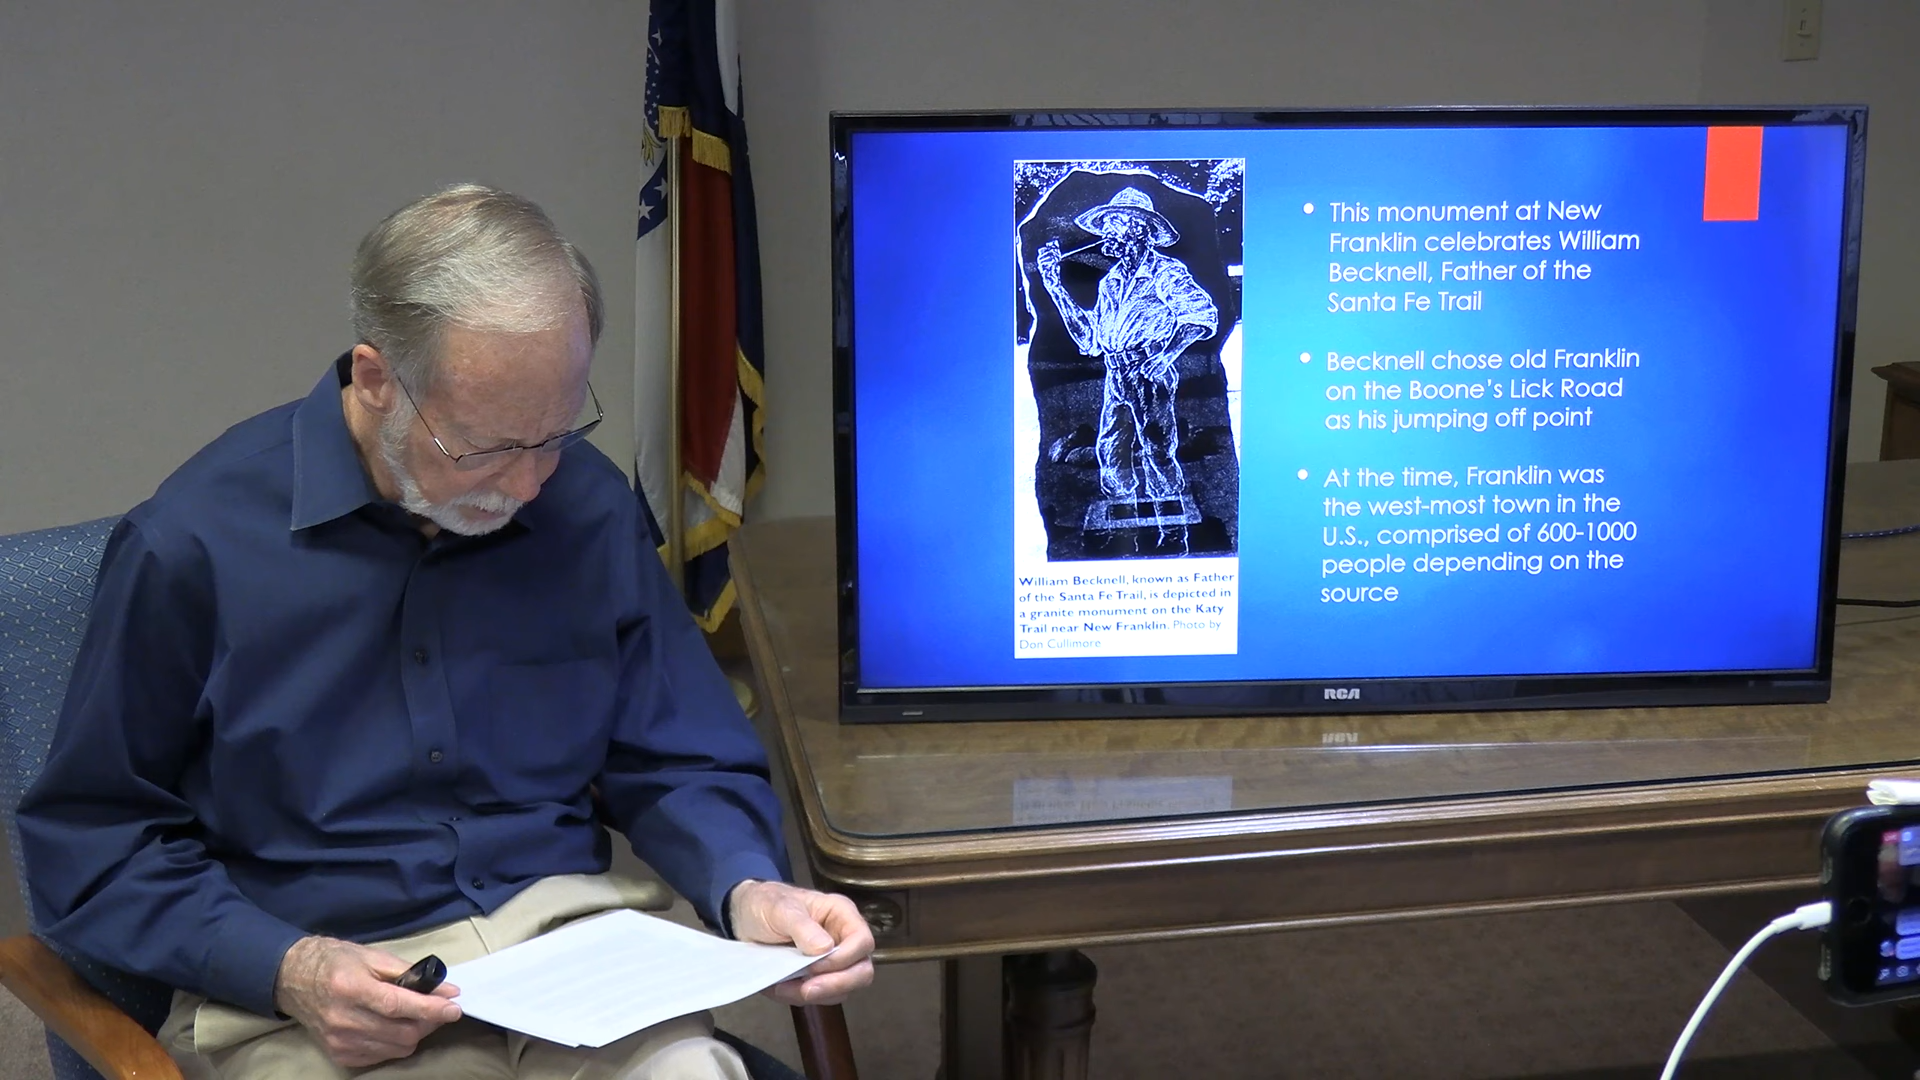 • This monument at New
Franklin celebrates William
Becknell, Father of the
Santa Fe Trail
• Becknell chose old Franklin
on the Boone's Lick Road
as his jumping off point
• At the time, Franklin was
the west-most town in the
U.S., comprised of 600-1000
people depending on the
source
William Becknell, known as Father
of the Santa Fe Trail, is depicted in
a granite monument on the Katy
Trail near New Franklin. Photo by
Don Cullimore
RCA